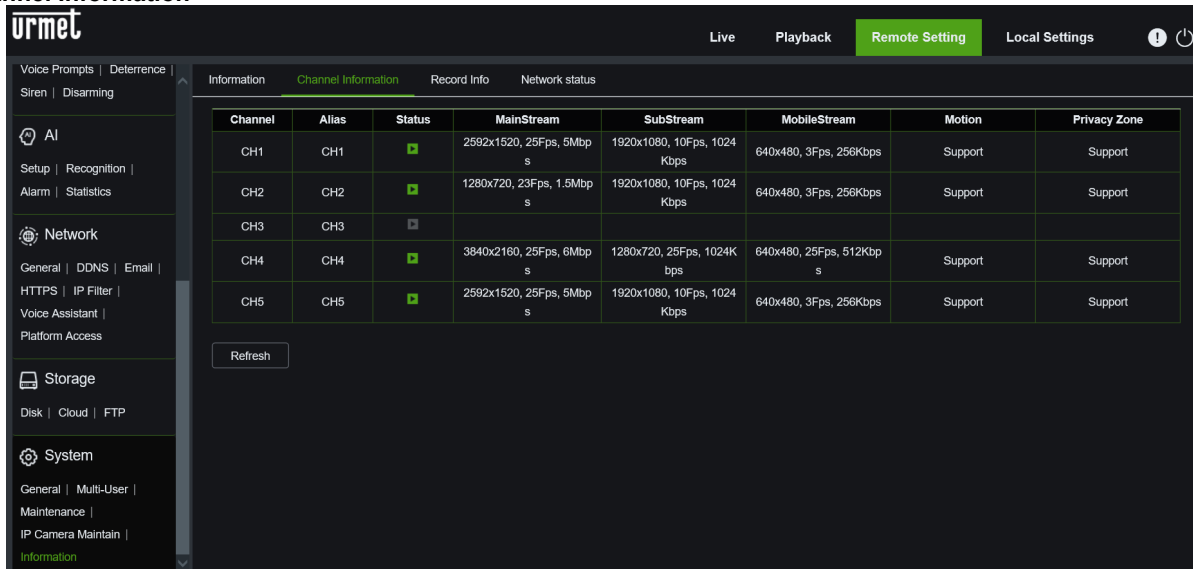 urmet
Live Playback Remote Setting Local Settings
Voice Prompts | Deterrence |
Siren | Disarming
AI
Setup | Recognition |
Alarm | Statistics
Network
General | DDNS | Email |
HTTPS | IP Filter |
Voice Assistant |
Platform Access
Storage
Disk | Cloud | FTP
System
General | Multi-User |
Maintenance |
IP Camera Maintain |
Information
Information Channel Information Record Info Network status
Channel Alias Status MainStream SubStream MobileStream Motion Privacy Zone
CH1 CH1 2592x1520, 25Fps, 5Mbp
s 1920x1080, 10Fps, 1024
Kbps 640x480, 3Fps, 256Kbps Support Support
CH2 CH2 1280x720, 23Fps, 1.5Mbp
s 1920x1080, 10Fps, 1024
Kbps 640x480, 3Fps, 256Kbps Support Support
CH3 CH3
CH4 CH4 3840x2160, 25Fps, 6Mbp
s 1280x720, 25Fps, 1024K
bps 640x480, 25Fps, 512Kbp
s Support Support
CH5 CH5 2592x1520, 25Fps, 5Mbp
s 1920x1080, 10Fps, 1024
Kbps 640x480, 3Fps, 256Kbps Support Support
Refresh